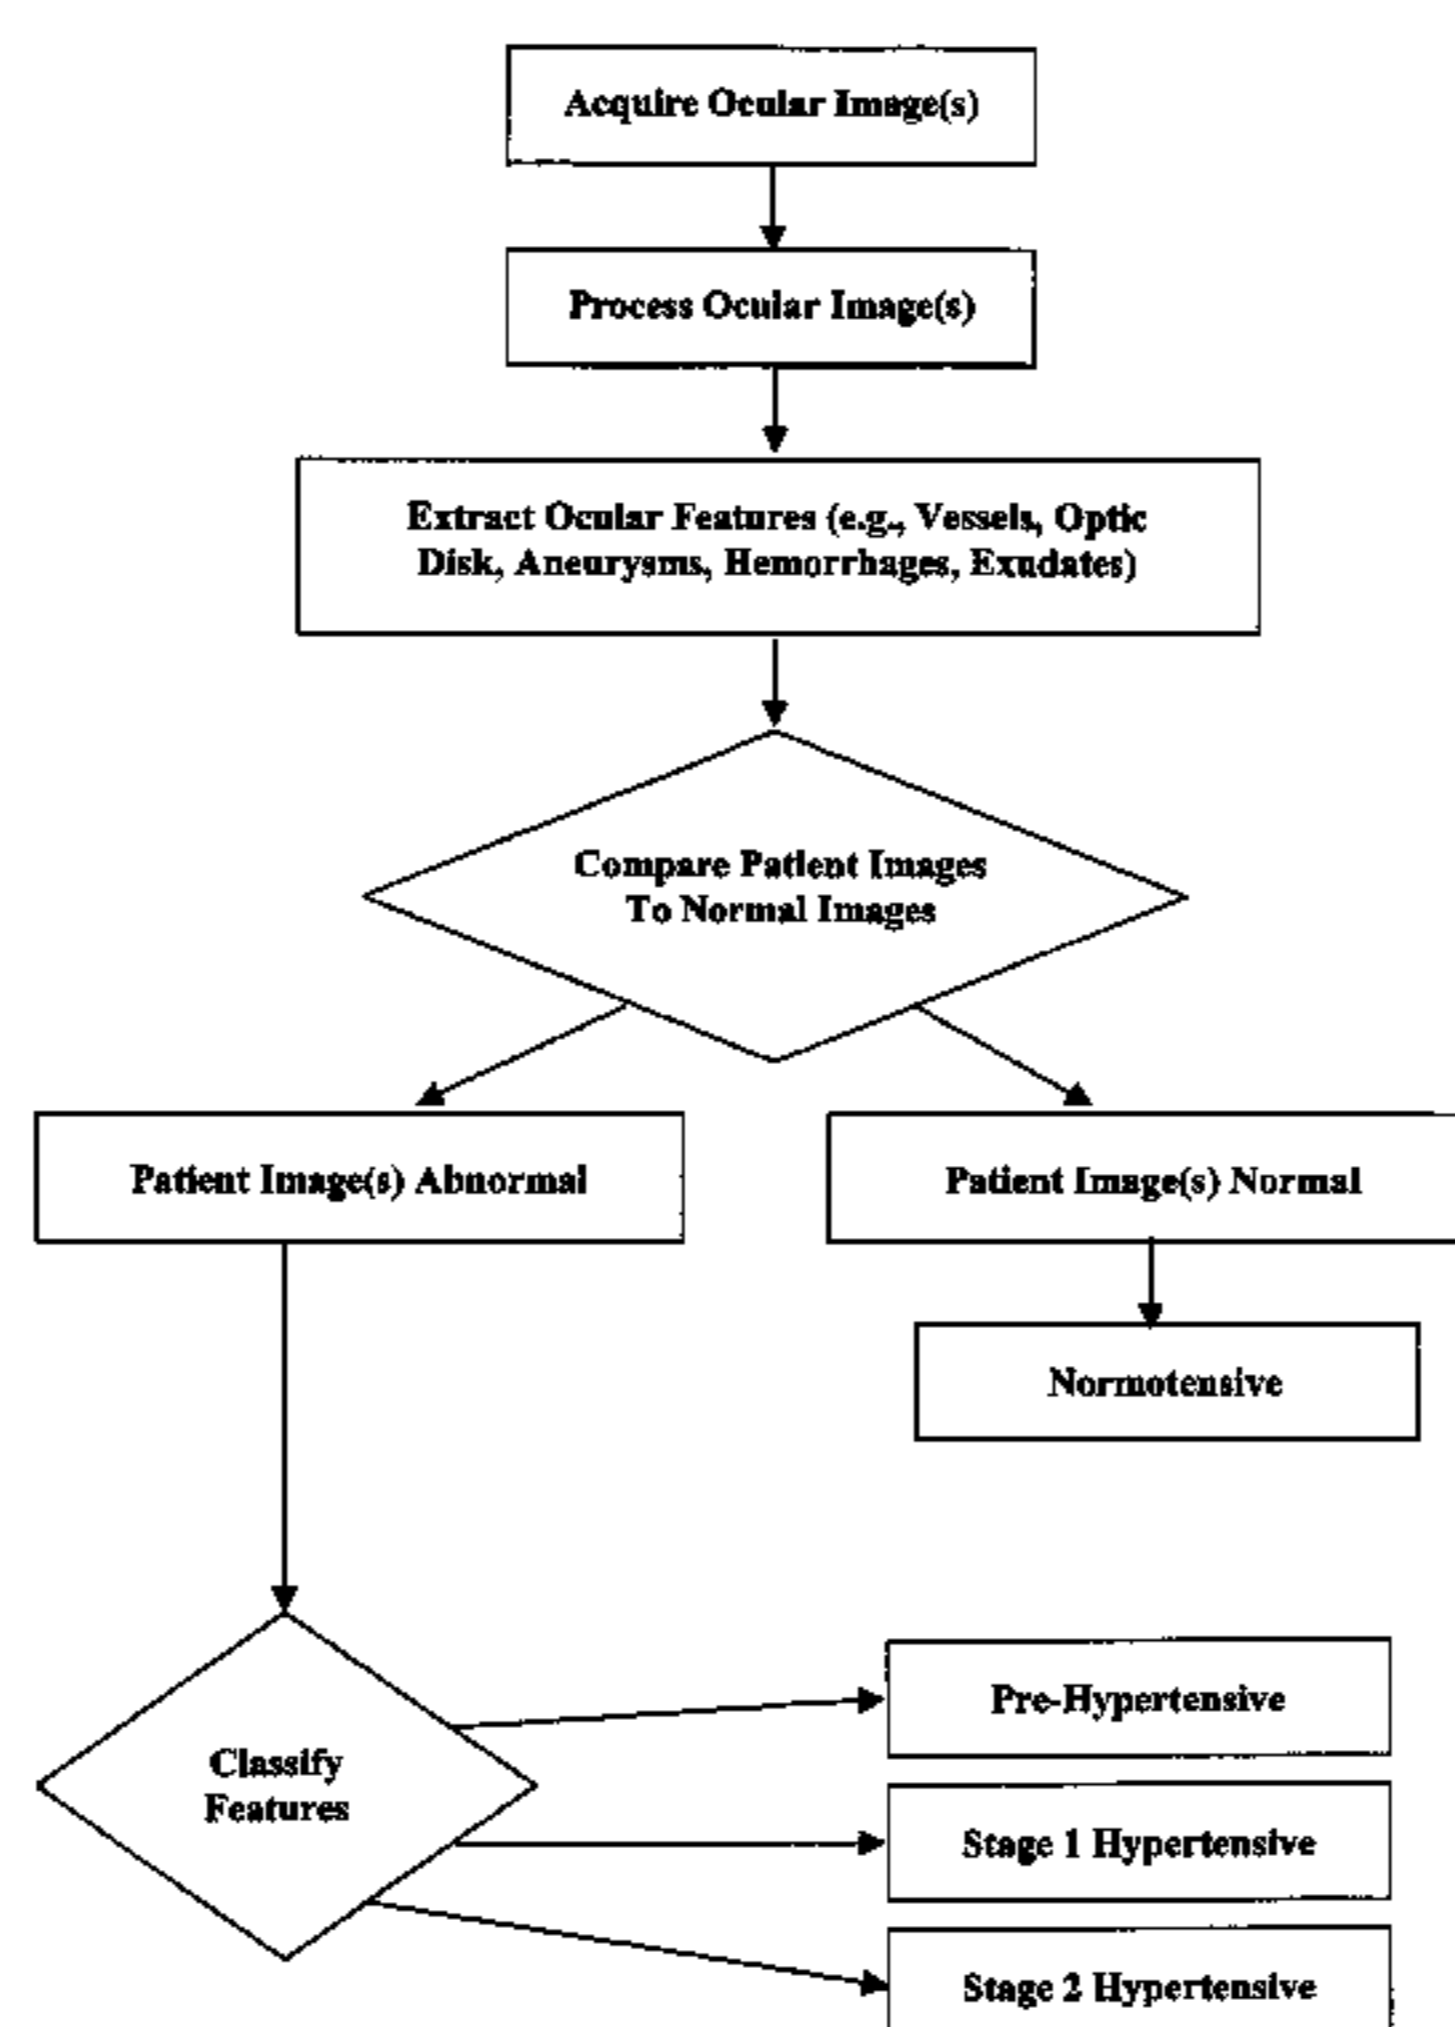 Acquire Ocular Image(s)
Process Ocular Image(s)
Extract Ocular Features (e.g., Vessels, Optic
Disk, Aneurysms, Hemorrhages, Exudates)
Compare Patient Images
To Normal Images
Patient Image(s) Abnormal
Patient Image(s) Normal
Normotensive
Classify
Features
Pre-Hypertensive
Stage 1 Hypertensive
Stage 2 Hypertensive